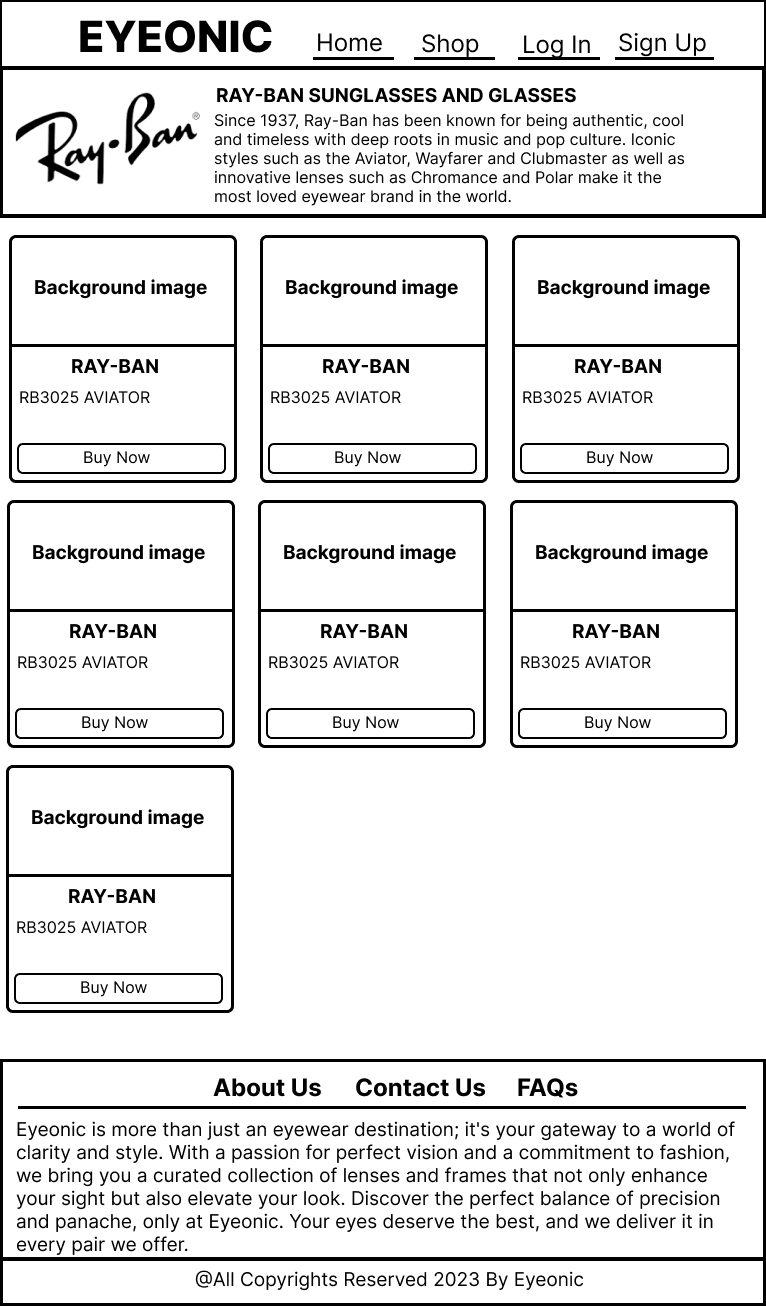 EYEONIC Home Shop Log In Sign Up
Ray-Ban®
RAY-BAN SUNGLASSES AND GLASSES
Since 1937, Ray-Ban has been known for being authentic, cool
and timeless with deep roots in music and pop culture. Iconic
styles such as the Aviator, Wayfarer and Clubmaster as well as
innovative lenses such as Chromance and Polar make it the
most loved eyewear brand in the world.
Background image Background image Background image
RAY-BAN RAY-BAN RAY-BAN
RB3025 AVIATOR RB3025 AVIATOR RB3025 AVIATOR
Buy Now Buy Now Buy Now
Background image Background image Background image
RAY-BAN RAY-BAN RAY-BAN
RB3025 AVIATOR RB3025 AVIATOR RB3025 AVIATOR
Buy Now Buy Now Buy Now
Background image
RAY-BAN
RB3025 AVIATOR
Buy Now
About Us Contact Us FAQs
Eyeonic is more than just an eyewear destination; it's your gateway to a world of
clarity and style. With a passion for perfect vision and a commitment to fashion,
we bring you a curated collection of lenses and frames that not only enhance
your sight but also elevate your look. Discover the perfect balance of precision
and panache, only at Eyeonic. Your eyes deserve the best, and we deliver it in
every pair we offer.
@All Copyrights Reserved 2023 By Eyeonic